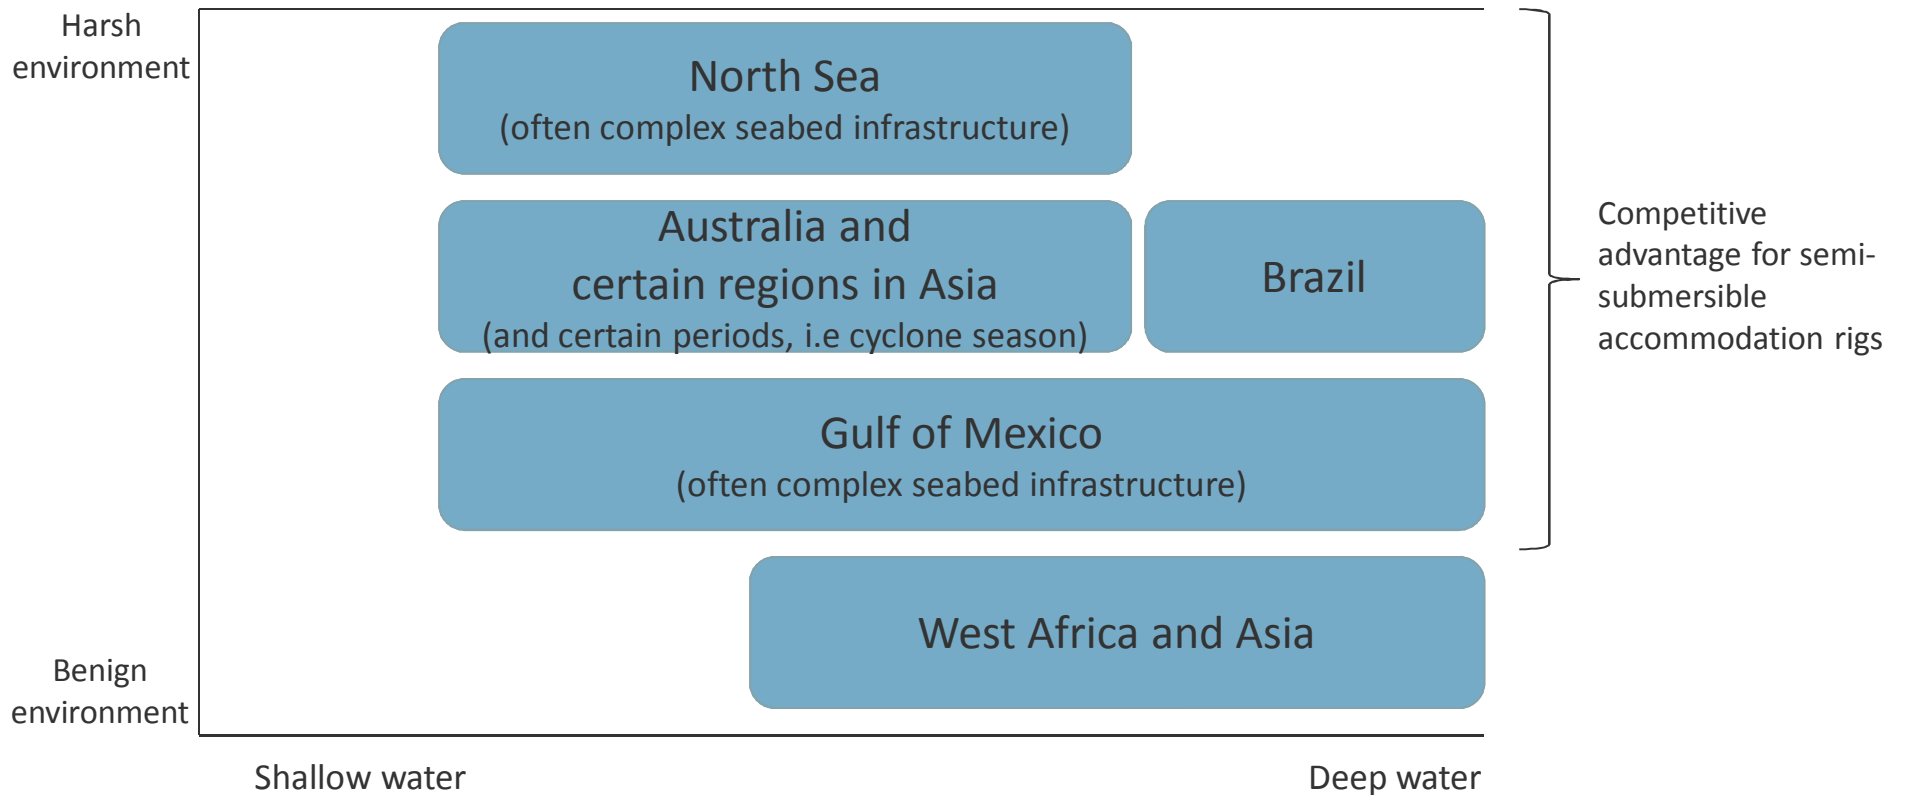 Harsh
environment
North Sea
(often complex seabed infrastructure)
Australia and
certain regions in Asia
(and certain periods, i.e cyclone season)
Brazil
Competitive
advantage for semi-
submersible
accommodation rigs
Gulf of Mexico
(often complex seabed infrastructure)
West Africa and Asia
Benign
environment
Shallow water
Deep water